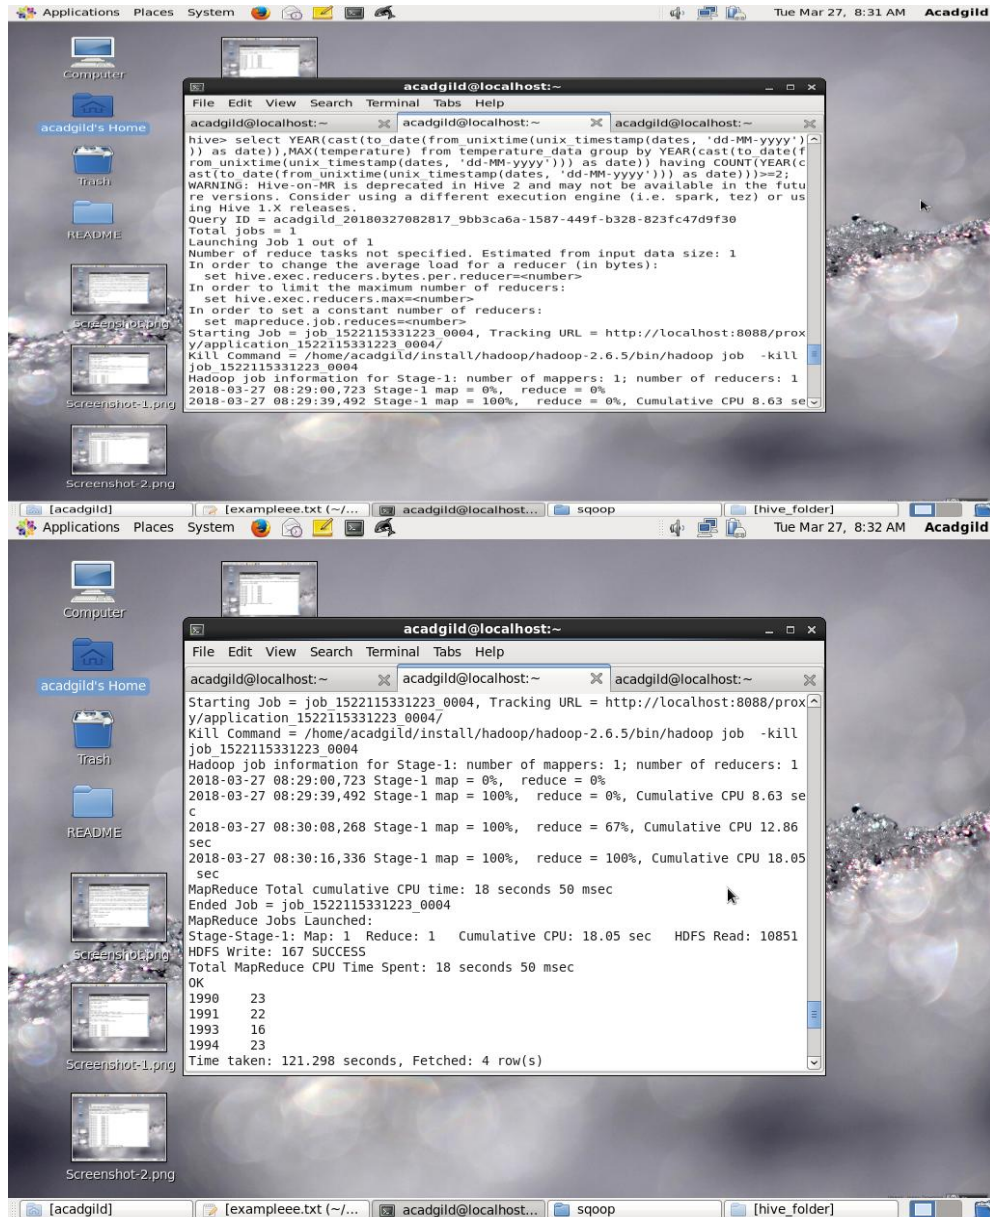 Applications Places System Tue Mar 27, 8:31 AM Acadgild
Computer
acadgild's Home
Trash
README
Screenshot.png
Screenshot-1.png
Screenshot-2.png
acadgild@localhost:~
File Edit View Search Terminal Tabs Help
acadgild@localhost:~ acadgild@localhost:~ acadgild@localhost:~
hive> select YEAR(cast(to_date(from_unixtime(unix_timestamp(dates, 'dd-MM-yyyy')
)) as date)),MAX(temperature) from temperature_data group by YEAR(cast(to_date(f
rom_unixtime(unix_timestamp(dates, 'dd-MM-yyyy'))) as date)) having COUNT(YEAR(c
ast(to_date(from_unixtime(unix_timestamp(dates, 'dd-MM-yyyy'))) as date)))>=2;
WARNING: Hive-on-MR is deprecated in Hive 2 and may not be available in the futu
re versions. Consider using a different execution engine (i.e. spark, tez) or us
ing Hive 1.X releases.
Query ID = acadgild_20180327082817_9bb3ca6a-1587-449f-b328-823fc47d9f30
Total jobs = 1
Launching Job 1 out of 1
Number of reduce tasks not specified. Estimated from input data size: 1
In order to change the average load for a reducer (in bytes):
  set hive.exec.reducers.bytes.per.reducer=<number>
In order to limit the maximum number of reducers:
  set hive.exec.reducers.max=<number>
In order to set a constant number of reducers:
  set mapreduce.job.reduces=<number>
Starting Job = job_1522115331223_0004, Tracking URL = http://localhost:8088/prox
y/application_1522115331223_0004/
Kill Command = /home/acadgild/install/hadoop/hadoop-2.6.5/bin/hadoop job  -kill
job_1522115331223_0004
Hadoop job information for Stage-1: number of mappers: 1; number of reducers: 1
2018-03-27 08:29:00,723 Stage-1 map = 0%,  reduce = 0%
2018-03-27 08:29:39,492 Stage-1 map = 100%,  reduce = 0%, Cumulative CPU 8.63 se
[acadgild] [exampleee.txt (~/... acadgild@localhost... sqoop [hive_folder]
Applications Places System Tue Mar 27, 8:32 AM Acadgild
Computer
acadgild's Home
Trash
README
Screenshot.png
Screenshot-1.png
Screenshot-2.png
acadgild@localhost:~
File Edit View Search Terminal Tabs Help
acadgild@localhost:~ acadgild@localhost:~ acadgild@localhost:~
Starting Job = job_1522115331223_0004, Tracking URL = http://localhost:8088/prox
y/application_1522115331223_0004/
Kill Command = /home/acadgild/install/hadoop/hadoop-2.6.5/bin/hadoop job  -kill
job_1522115331223_0004
Hadoop job information for Stage-1: number of mappers: 1; number of reducers: 1
2018-03-27 08:29:00,723 Stage-1 map = 0%,  reduce = 0%
2018-03-27 08:29:39,492 Stage-1 map = 100%,  reduce = 0%, Cumulative CPU 8.63 se
c
2018-03-27 08:30:08,268 Stage-1 map = 100%,  reduce = 67%, Cumulative CPU 12.86
sec
2018-03-27 08:30:16,336 Stage-1 map = 100%,  reduce = 100%, Cumulative CPU 18.05
 sec
MapReduce Total cumulative CPU time: 18 seconds 50 msec
Ended Job = job_1522115331223_0004
MapReduce Jobs Launched:
Stage-Stage-1: Map: 1  Reduce: 1   Cumulative CPU: 18.05 sec   HDFS Read: 10851
HDFS Write: 167 SUCCESS
Total MapReduce CPU Time Spent: 18 seconds 50 msec
OK
1990    23
1991    22
1993    16
1994    23
Time taken: 121.298 seconds, Fetched: 4 row(s)
[acadgild] [exampleee.txt (~/... acadgild@localhost... sqoop [hive_folder]